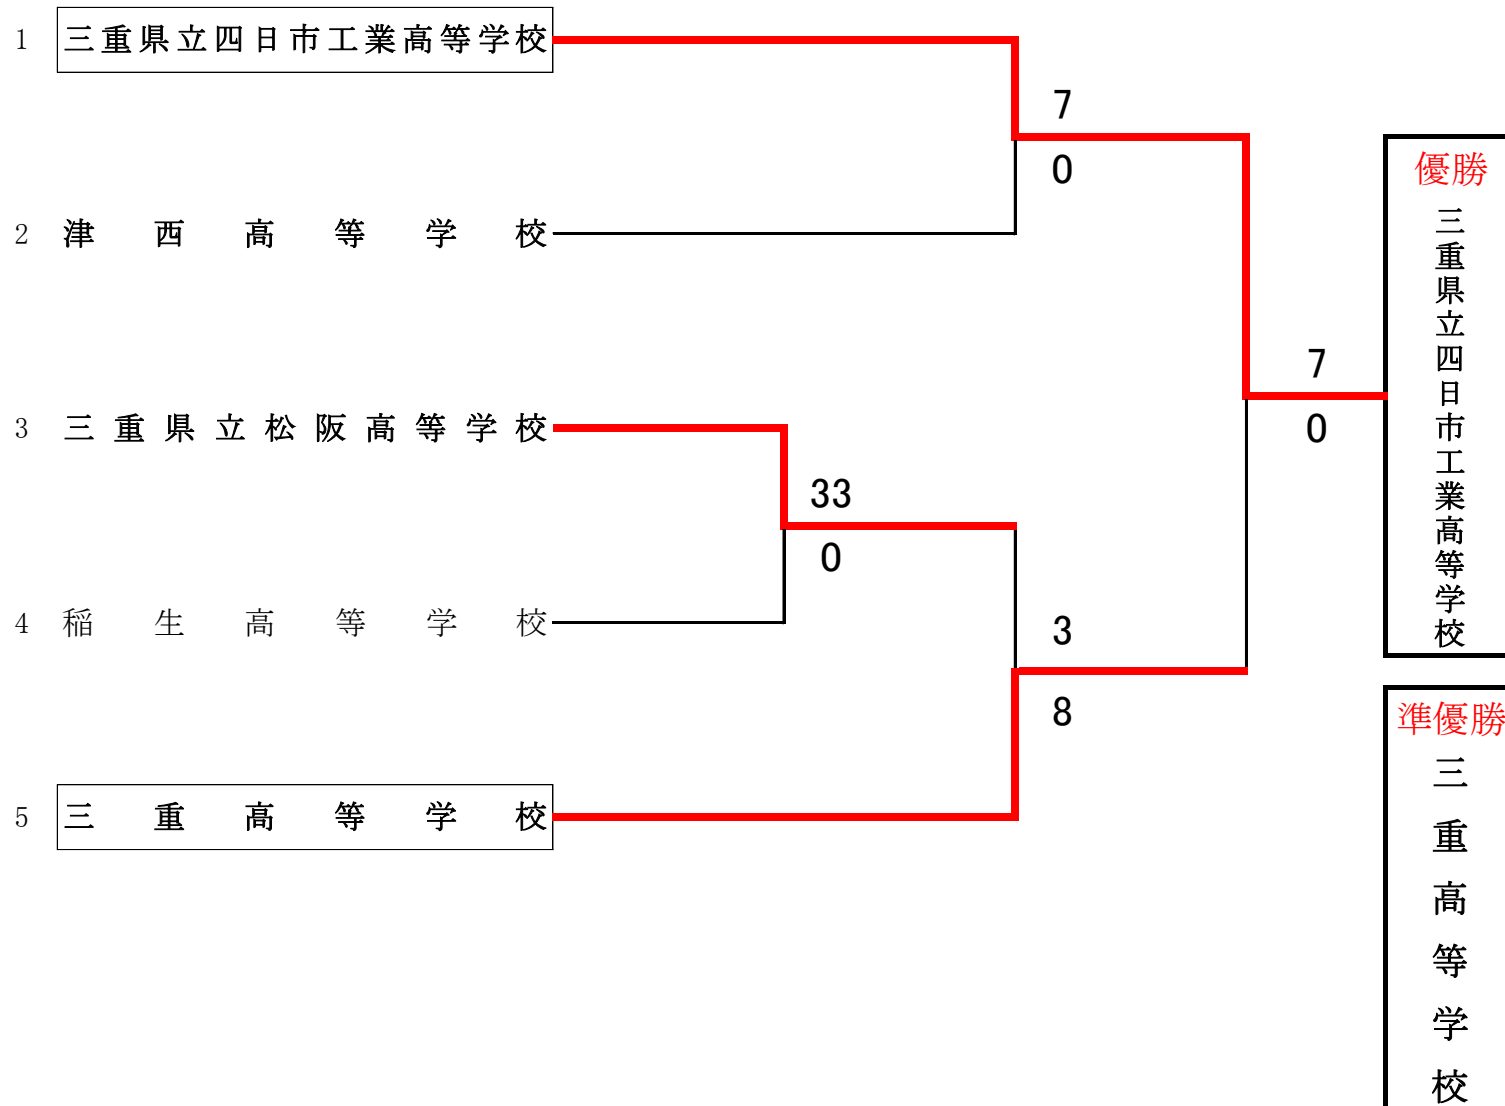 1 三重県立四日市工業高等学校
7
0
2 津西高等学校
7
0
3 三重県立松阪高等学校
33
0
4 稲生高等学校
3
8
5 三重高等学校
優勝
三重県立四日市工業高等学校
準優勝
三重高等学校